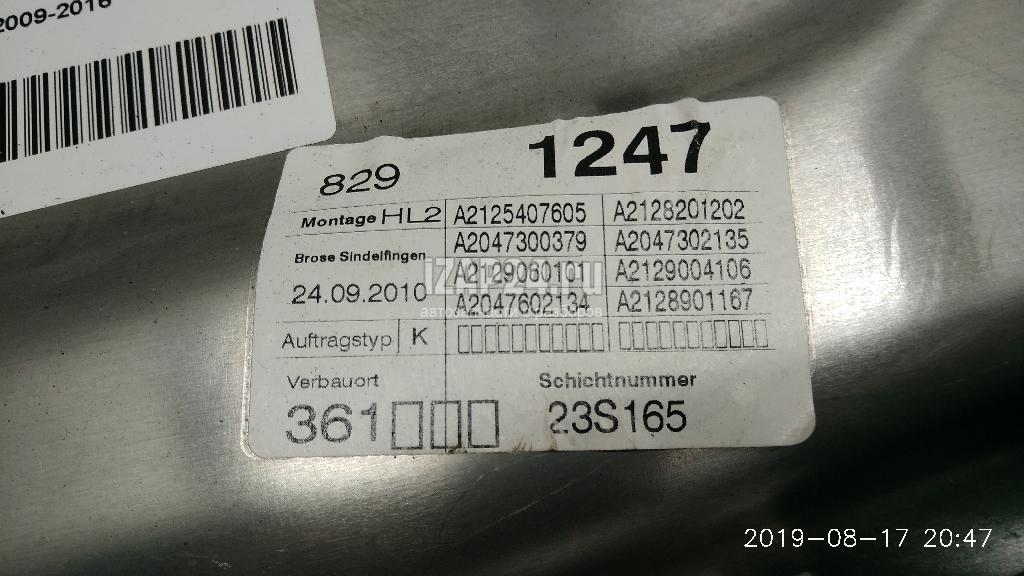 2009-2016
829 1247
Montage HL2 A2125407605 A2128201202
A2047300379 A2047302135
Brose Sindelfingen A2129060101 A2129004106
24.09.2010 A2047602134 A2128901167
Auftragstyp K
Verbauort Schichtnummer
361 23S165
2019-08-17 20:47